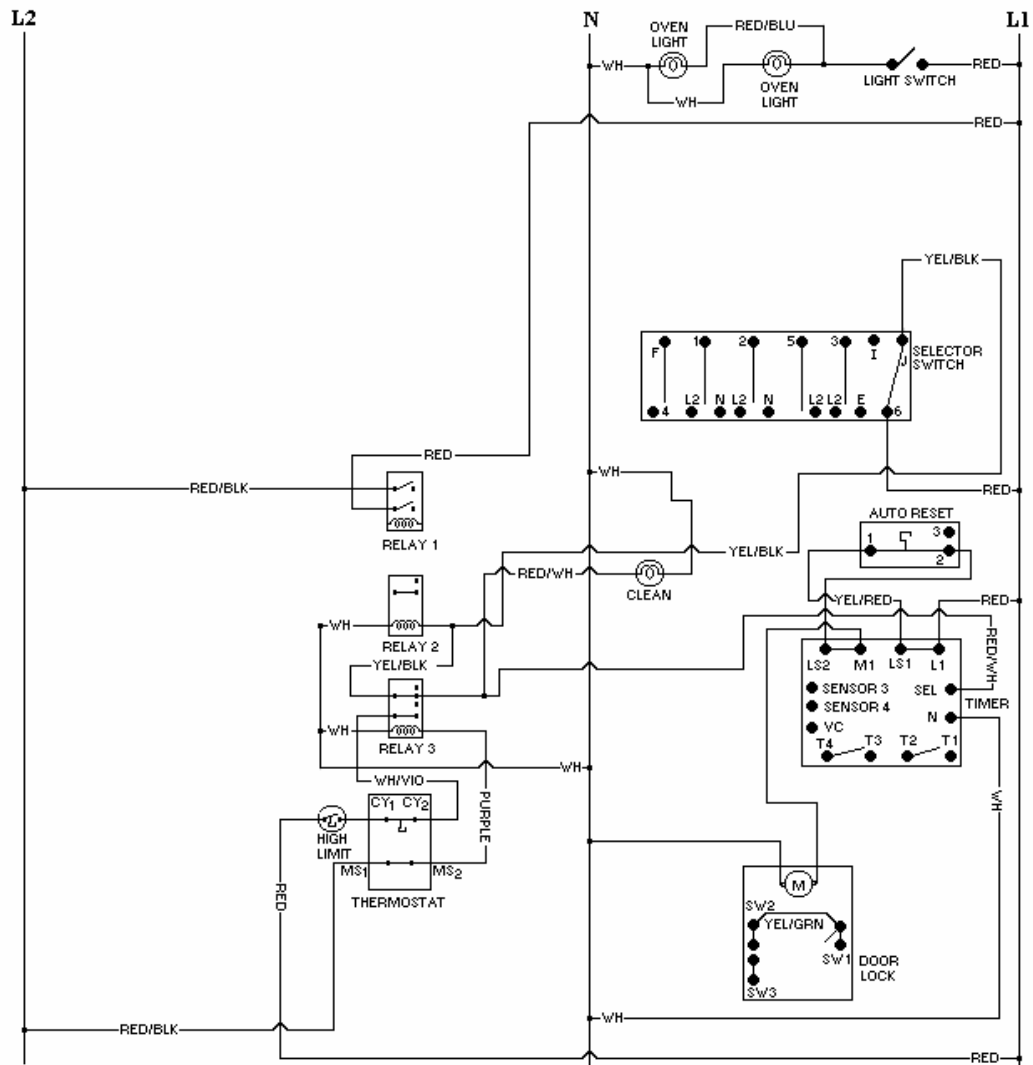 L2
N
L1
OVEN
LIGHT
RED/BLU
WH
OVEN
LIGHT
WH
LIGHT SWITCH
RED
RED
YEL/BLK
F
1
2
5
3
I
J
SELECTOR
SWITCH
4
L2
N
L2
N
L2
L2
E
6
RED
RED/BLK
WH
RED
AUTO RESET
RELAY 1
1
3
2
YEL/BLK
RED/WH
CLEAN
YEL/RED
RED
WH
RELAY 2
RED/WH
YEL/BLK
LS2
M1
LS1
L1
SENSOR 3
SEL
SENSOR 4
TIMER
N
VC
WH
RELAY 3
T4
T3
T2
T1
WH
WH/VIO
PURPLE
WH
CY1
CY2
HIGH
LIMIT
MS1
MS2
RED
THERMOSTAT
M
SW2
YEL/GRN
SW1
DOOR
LOCK
SW3
RED/BLK
WH
RED